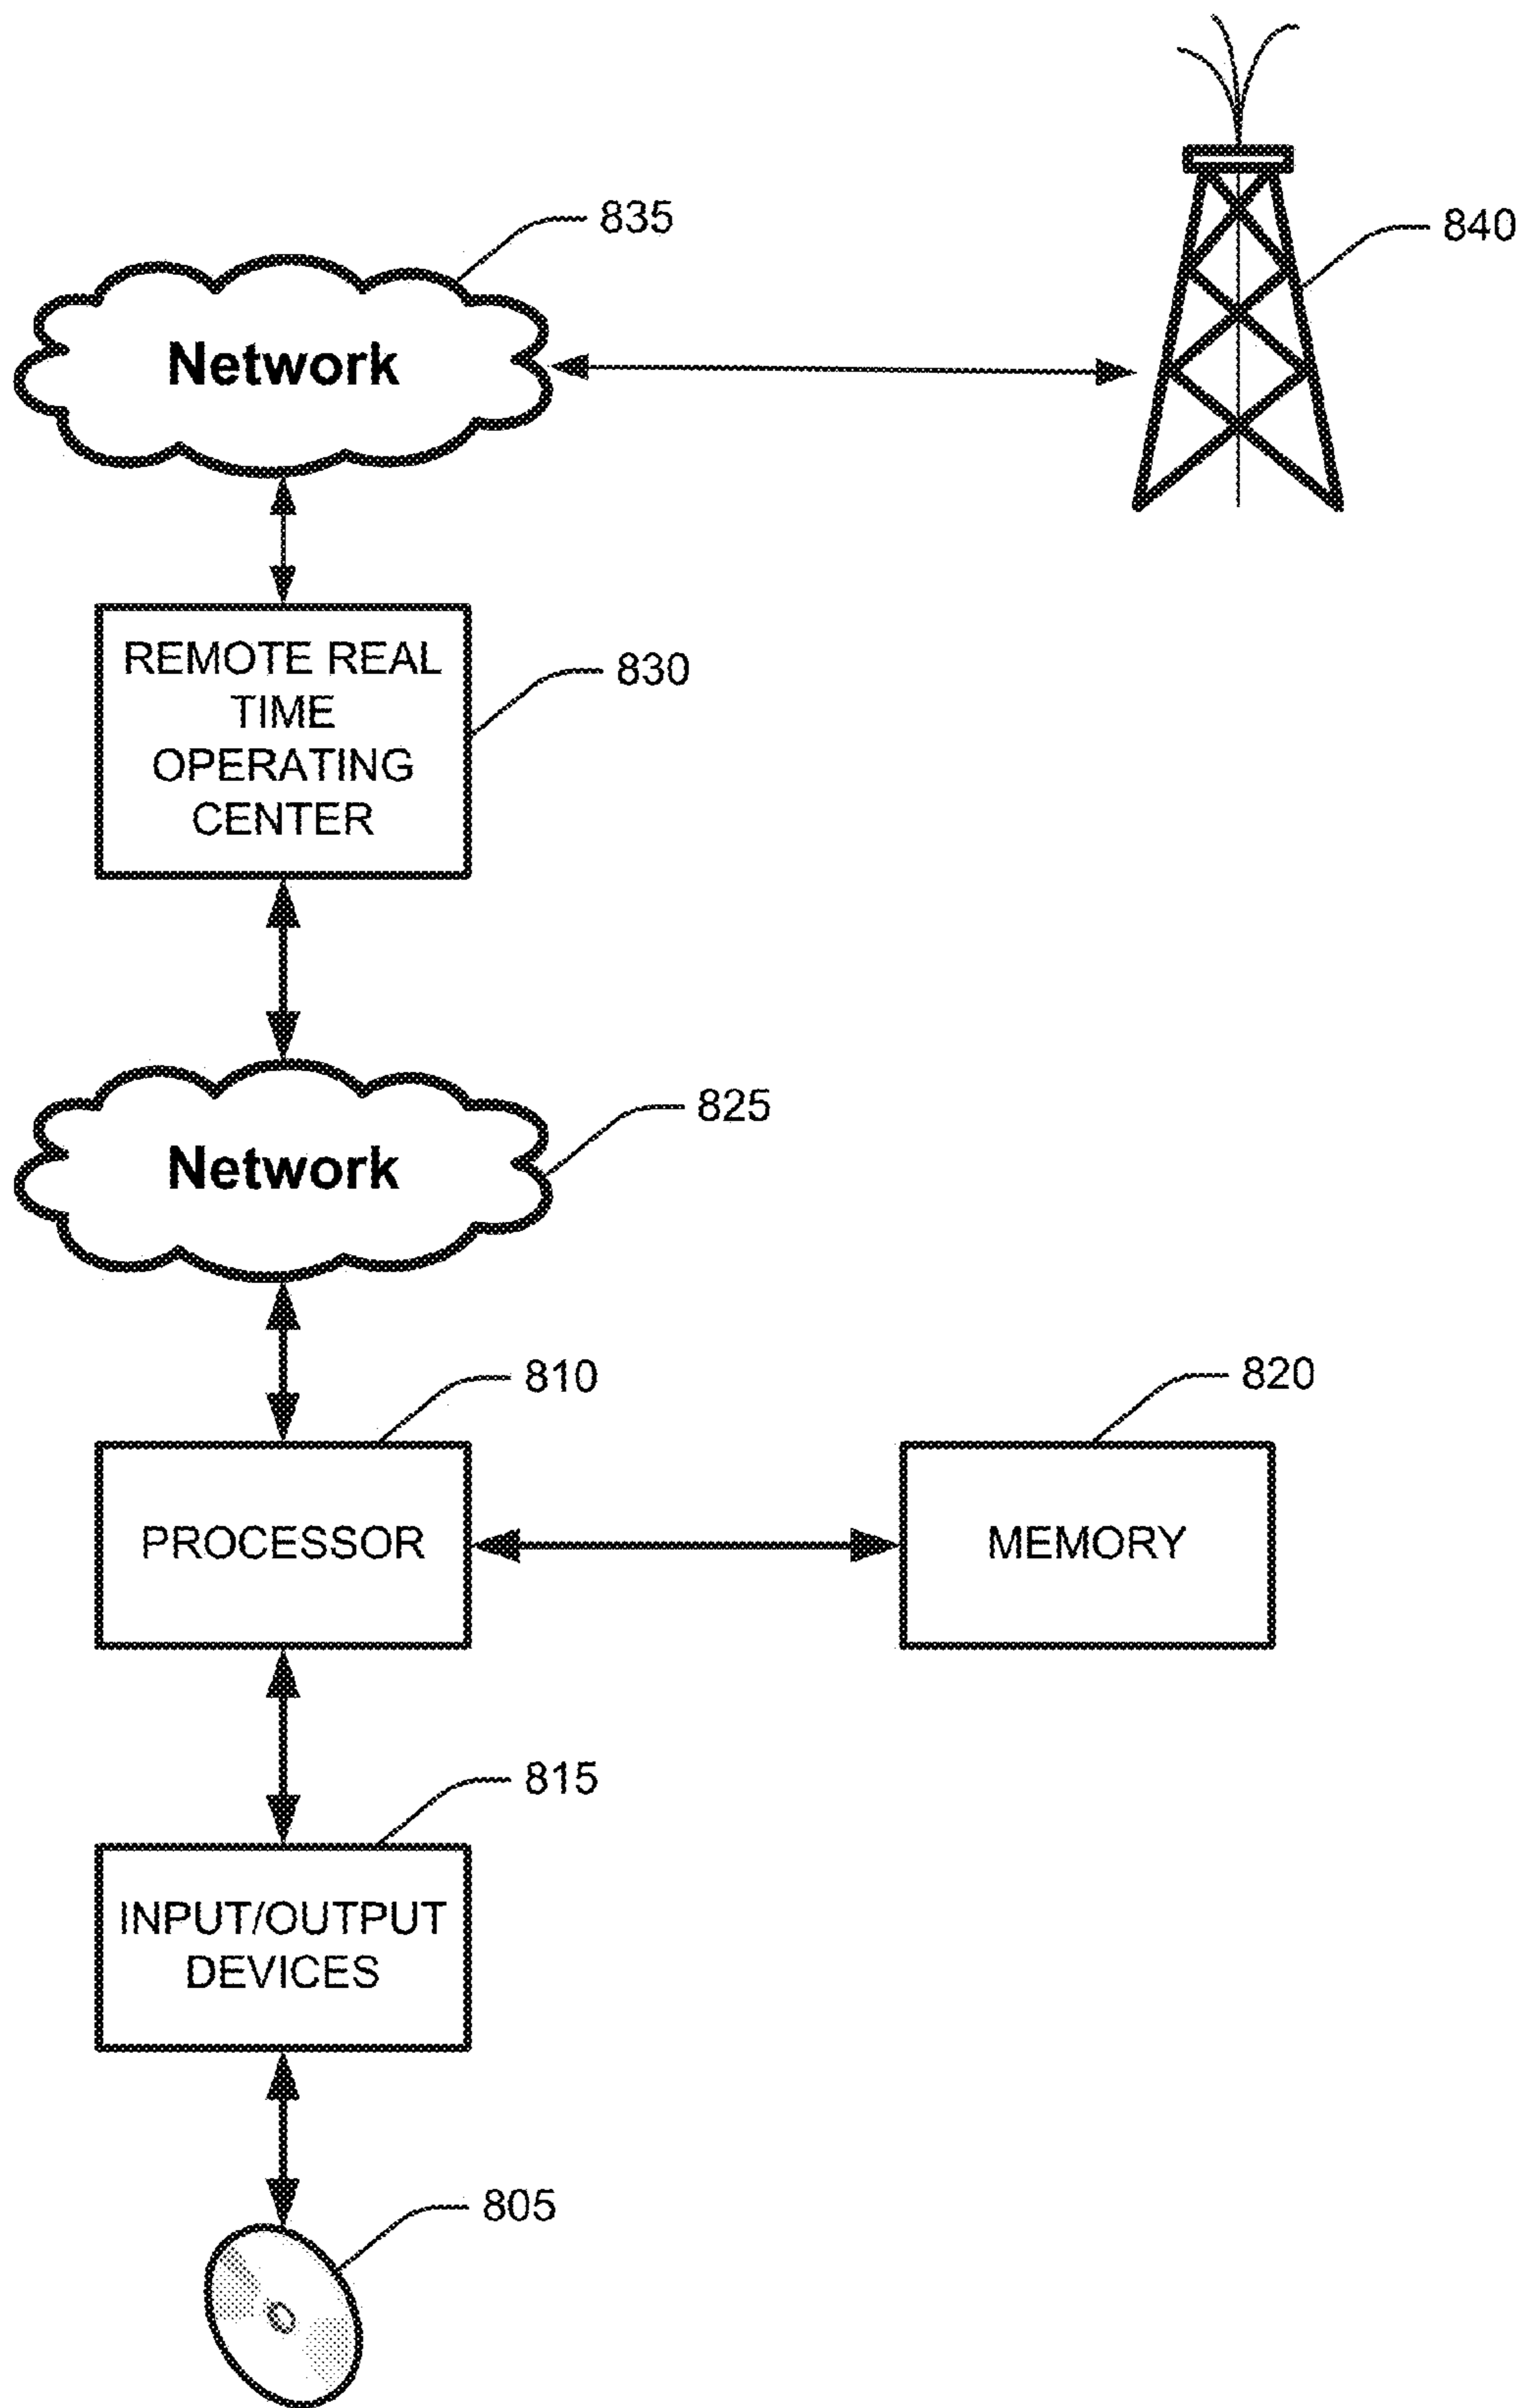 835
840
Network
REMOTE REAL
TIME
OPERATING
CENTER
830
825
Network
810
820
PROCESSOR
MEMORY
815
INPUT/OUTPUT
DEVICES
805